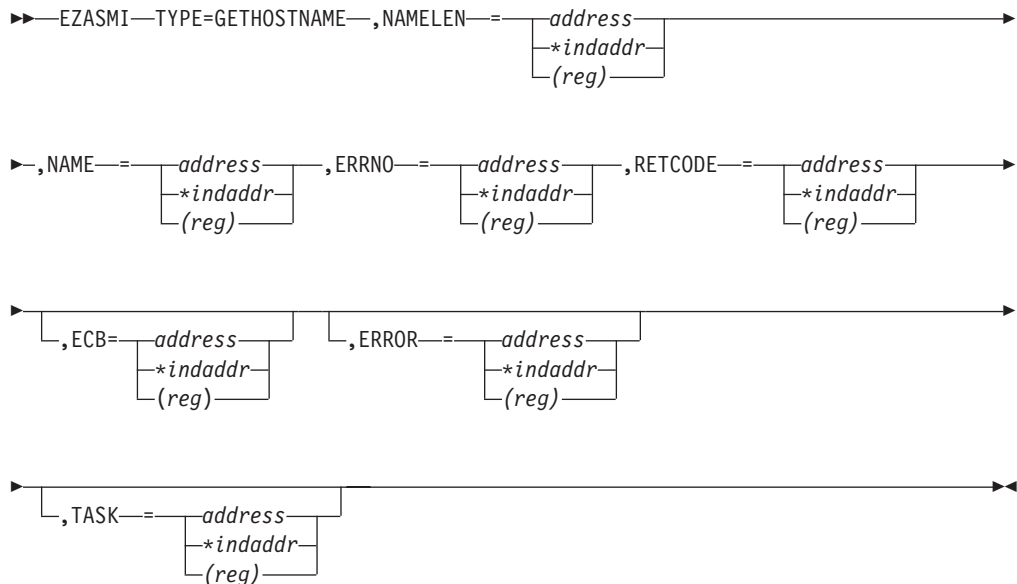 EZASMI TYPE=GETHOSTNAME ,NAMELEN = address
*indaddr
(reg)
,NAME = address ,ERRNO = address ,RETCODE = address
*indaddr *indaddr *indaddr
(reg) (reg) (reg)
,ECB= address ,ERROR = address
*indaddr *indaddr
(reg) (reg)
,TASK = address
*indaddr
(reg)